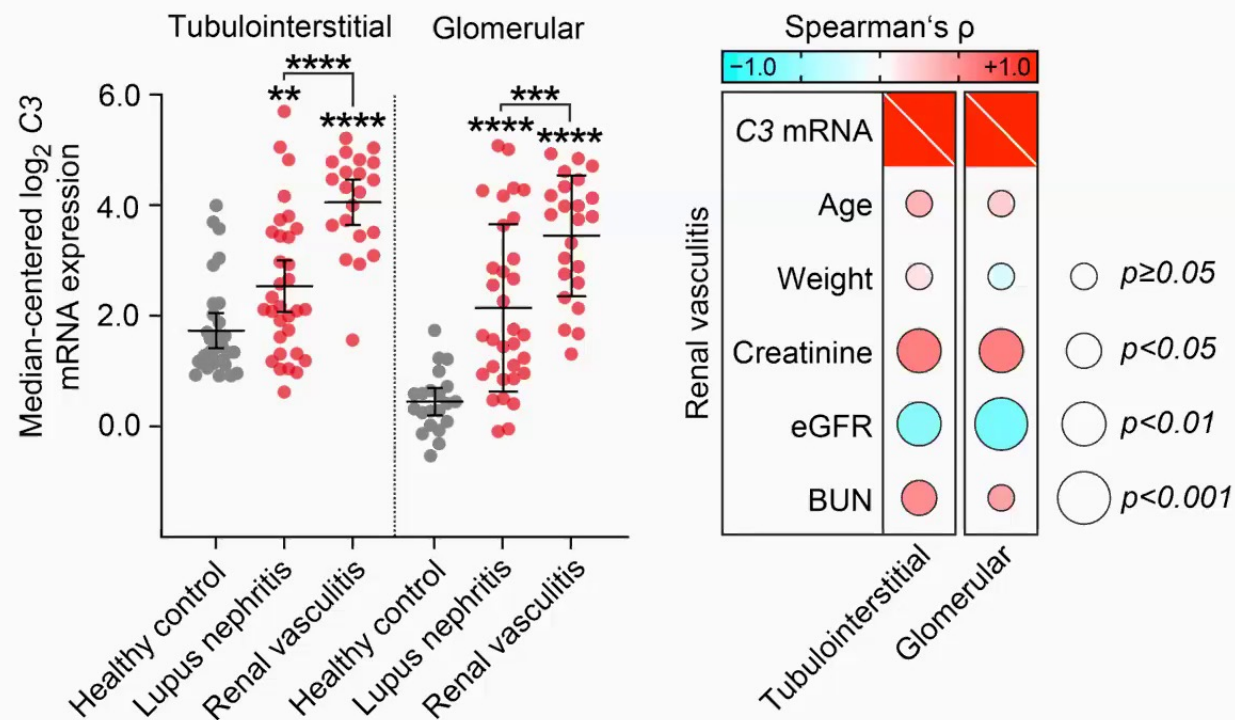 Tubulointerstitial
Glomerular
Median-centered log2 C3
mRNA expression
6.0
4.0
2.0
0.0
**
****
****
****
***
****
Healthy control
Lupus nephritis
Renal vasculitis
Healthy control
Lupus nephritis
Renal vasculitis
Spearman‘s ρ
−1.0
+1.0
Renal vasculitis
C3 mRNA
Age
Weight
Creatinine
eGFR
BUN
Tubulointerstitial
Glomerular
p≥0.05
p<0.05
p<0.01
p<0.001